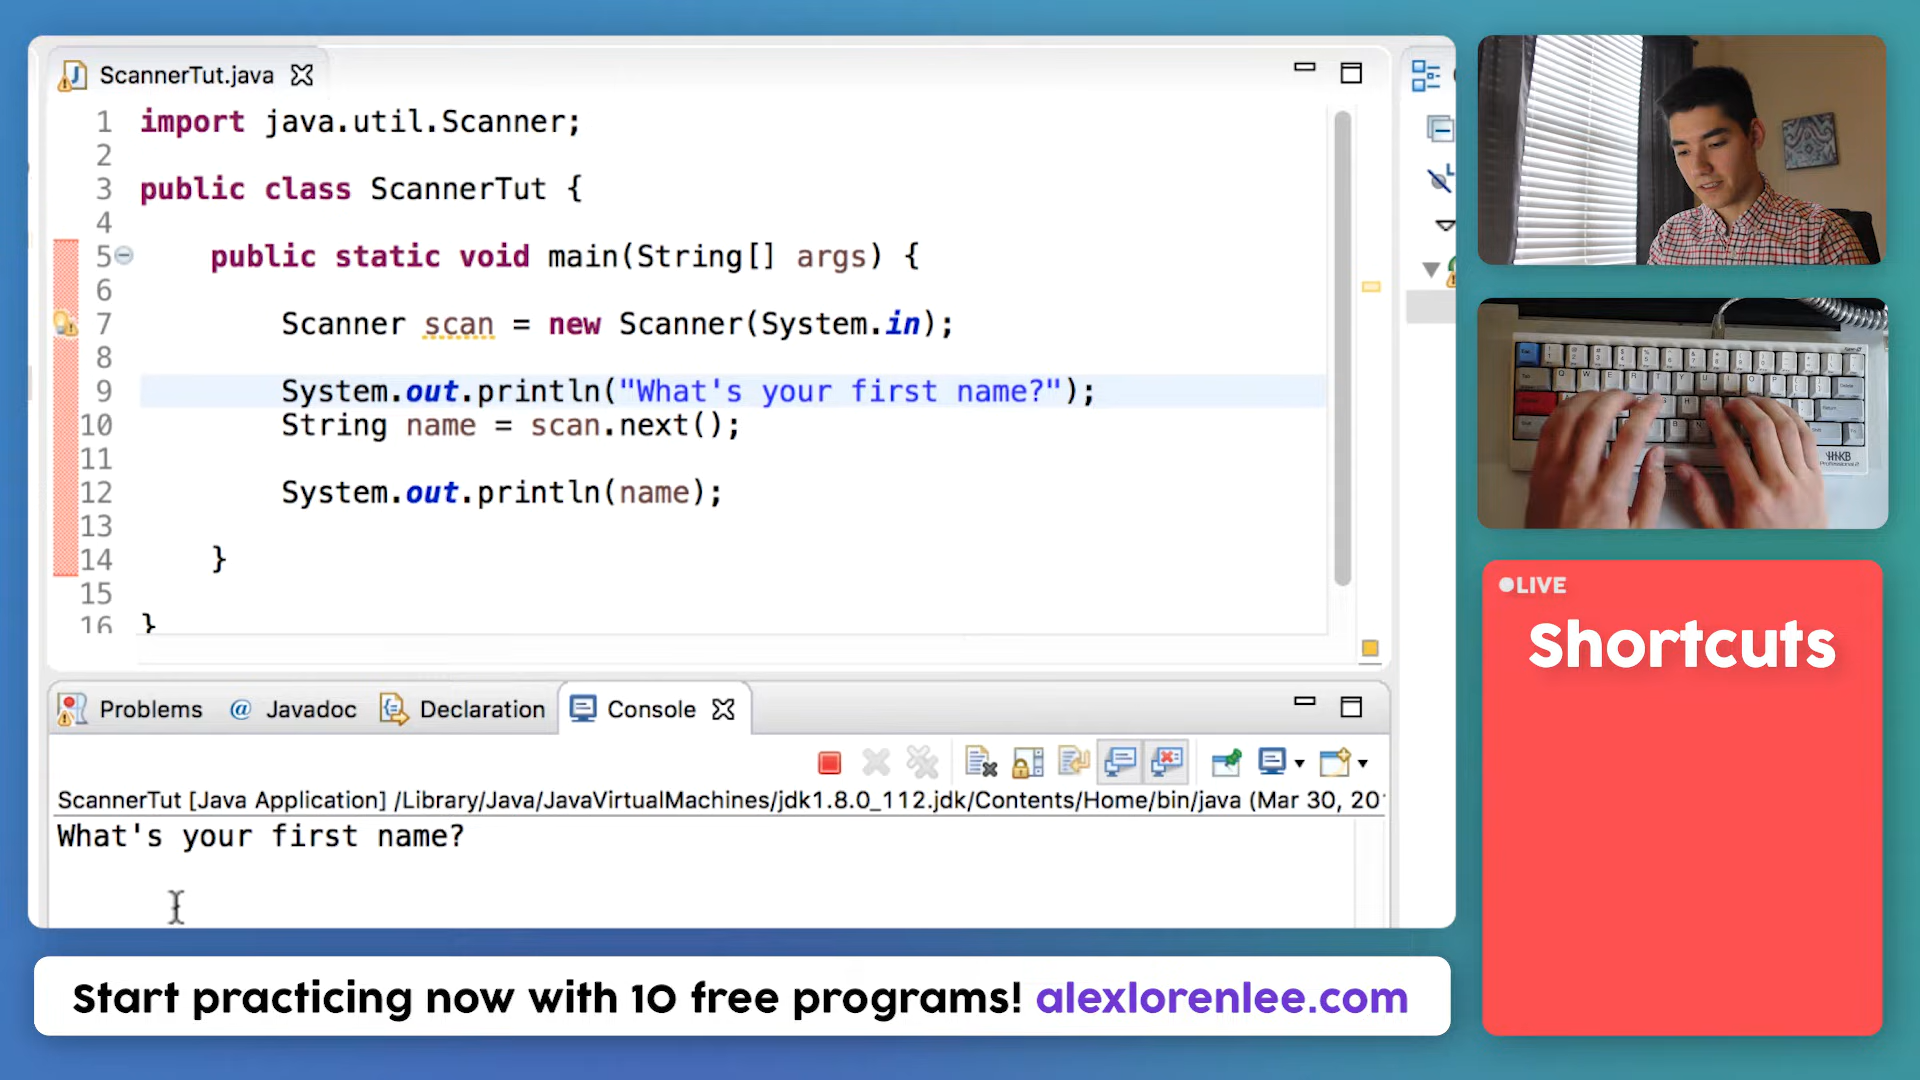 ScannerTut.java
1 import java.util.Scanner;
2
3 public class ScannerTut {
4
5 public static void main(String[] args) {
6
7 Scanner scan = new Scanner(System.in);
8
9 System.out.println("What's your first name?");
10 String name = scan.next();
11
12 System.out.println(name);
13
14 }
15
16 }
Problems @ Javadoc Declaration Console
ScannerTut [Java Application] /Library/Java/JavaVirtualMachines/jdk1.8.0_112.jdk/Contents/Home/bin/java (Mar 30, 20
What's your first name?
Start practicing now with 10 free programs! alexlorenlee.com
HHKB
LIVE
Shortcuts